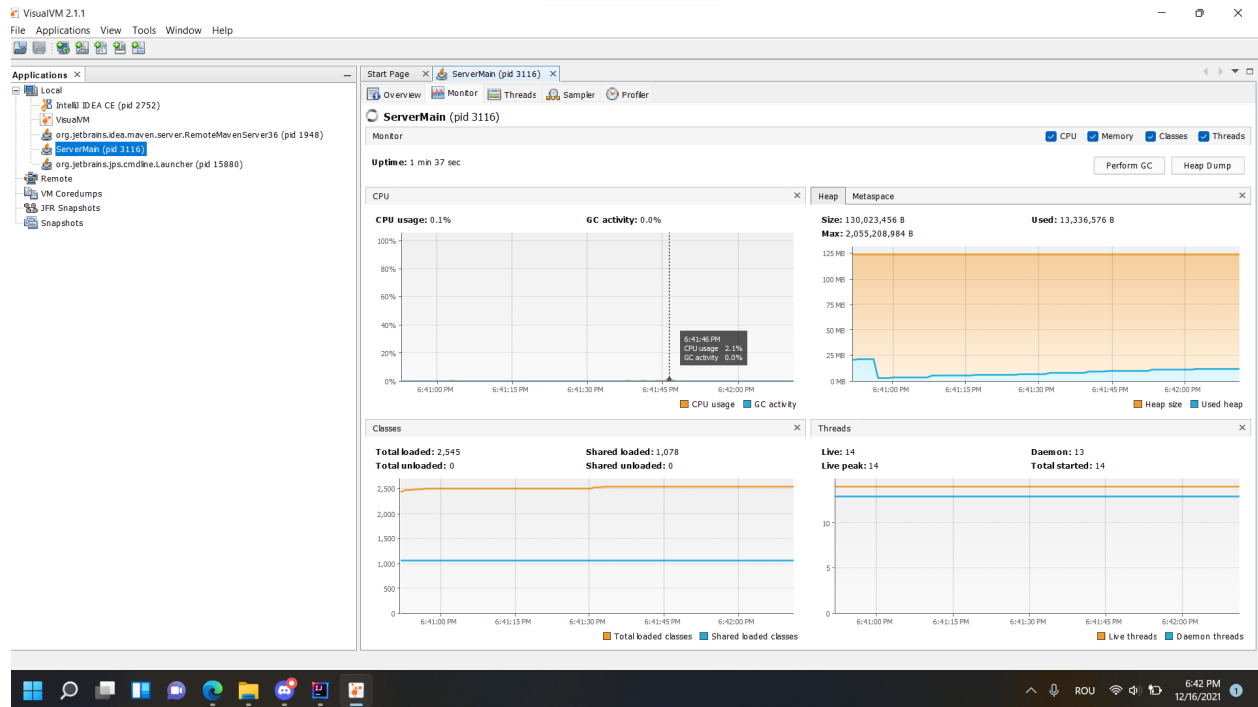 VisualVM 2.1.1
File Applications View Tools Window Help
Applications
Local
IntelliJ IDEA CE (pid 2752)
VisualVM
org.jetbrains.idea.maven.server.RemoteMavenServer36 (pid 1948)
ServerMain (pid 3116)
org.jetbrains.jps.cmdline.Launcher (pid 15880)
Remote
VM Coredumps
JFR Snapshots
Snapshots
Start Page ServerMain (pid 3116)
Overview Monitor Threads Sampler Profiler
ServerMain (pid 3116)
Monitor CPU Memory Classes Threads
Uptime: 1 min 37 sec
Perform GC Heap Dump
CPU
CPU usage: 0.1% GC activity: 0.0%
100%
80%
60%
40%
20%
0%
6:41:46 PM
CPU usage 2.1%
GC activity 0.0%
6:41:00 PM 6:41:15 PM 6:41:30 PM 6:41:45 PM 6:42:00 PM
CPU usage GC activity
Heap Metaspace
Size: 130,023,456 B Used: 13,336,576 B
Max: 2,055,208,984 B
125 MB
100 MB
75 MB
50 MB
25 MB
0 MB
6:41:00 PM 6:41:15 PM 6:41:30 PM 6:41:45 PM 6:42:00 PM
Heap size Used heap
Classes
Total loaded: 2,545 Shared loaded: 1,078
Total unloaded: 0 Shared unloaded: 0
2,500
2,000
1,500
1,000
500
0
6:41:00 PM 6:41:15 PM 6:41:30 PM 6:41:45 PM 6:42:00 PM
Total loaded classes Shared loaded classes
Threads
Live: 14 Daemon: 13
Live peak: 14 Total started: 14
10
5
0
6:41:00 PM 6:41:15 PM 6:41:30 PM 6:41:45 PM 6:42:00 PM
Live threads Daemon threads
ROU
6:42 PM
12/16/2021
1